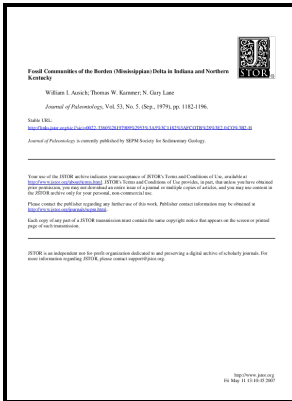 JSTOR
Fossil Communities of the Borden (Mississippian) Delta in Indiana and Northern
Kentucky
William I. Ausich; Thomas W. Kammer; N. Gary Lane
Journal of Paleontology, Vol. 53, No. 5. (Sep., 1979), pp. 1182-1196.
Stable URL:
Journal of Paleontology is currently published by SEPM Society for Sedimentary Geology.
Your use of the JSTOR archive indicates your acceptance of JSTOR's Terms and Conditions of Use, available at
http://www.jstor.org/about/terms.html. JSTOR's Terms and Conditions of Use provides, in part, that unless you have obtained
prior permission, you may not download an entire issue of a journal or multiple copies of articles, and you may use content in
the JSTOR archive only for your personal, non-commercial use.
Please contact the publisher regarding any further use of this work. Publisher contact information may be obtained at
http://www.jstor.org/journals/sepm.html.
Each copy of any part of a JSTOR transmission must contain the same copyright notice that appears on the screen or printed
page of such transmission.
JSTOR is an independent not-for-profit organization dedicated to and preserving a digital archive of scholarly journals. For
more information regarding JSTOR, please contact support@jstor.org.
http://www.jstor.org
Fri May 11 13:18:45 2007